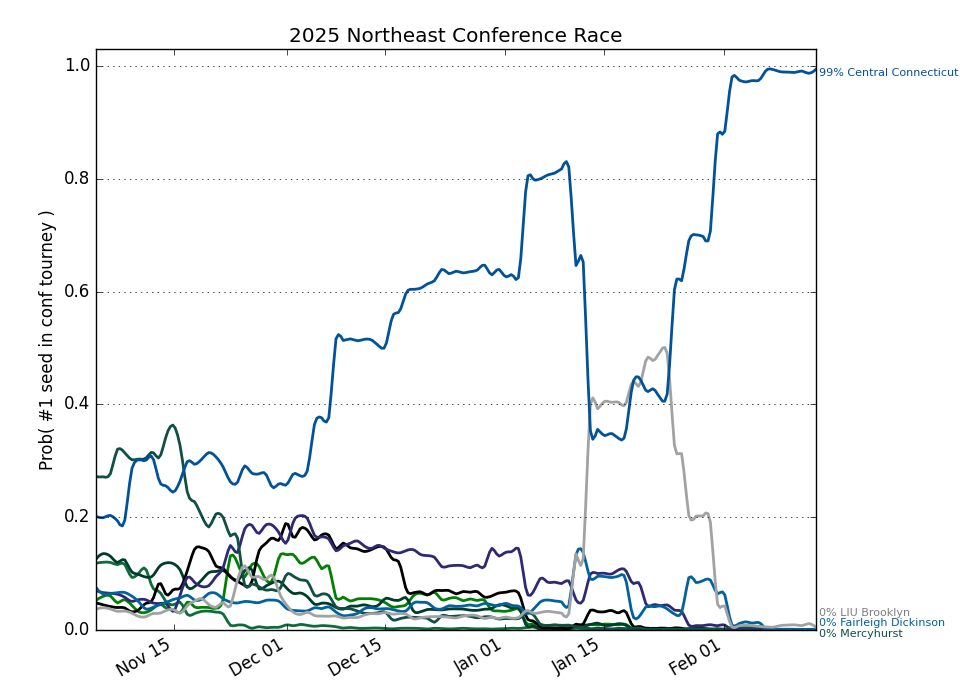 2025 Northeast Conference Race
Prob( #1 seed in conf tourney )
1.0
0.8
0.6
0.4
0.2
0.0
Nov 15
Dec 01
Dec 15
Jan 01
Jan 15
Feb 01
99% Central Connecticut
0% LIU Brooklyn
0% Fairleigh Dickinson
0% Mercyhurst